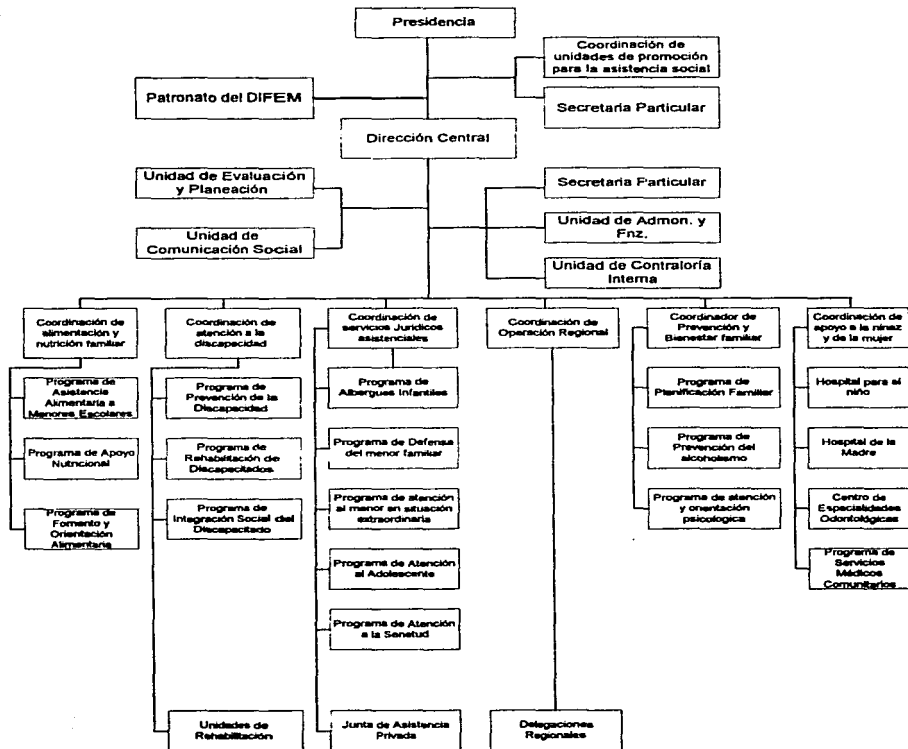 Presidencia
Coordinación de
unidades de promoción
para la asistencia social
Patronato del DIFEM
Secretaria Particular
Dirección Central
Unidad de Evaluación
y Planeación
Secretaria Particular
Unidad de Admon. y
Fnz.
Unidad de
Comunicación Social
Unidad de Contraloría
Interna
Coordinación de
alimentación y
nutrición familiar
Coordinación de
atención a la
discapacidad
Coordinación de
servicios Jurídicos
asistenciales
Coordinación
de Operación Regional
Coordinador de
Prevención y
Bienestar familiar
Coordinación de
apoyo a la ninaz
y de la mujer
Programa de
Asistencia
Alimentaria a
Menores Escolares
Programa de
Prevención de la
Discapacidad
Programa de
Albergues Infantiles
Programa de
Planificación Familiar
Hospital para el
niño
Programa de Apoyo
Nutricional
Programa de
Rehabilitación de
Discapacitados
Programa de Defensa
del menor familiar
Programa de
Prevención del
alcoholismo
Hospital de la
Madre
Programa de
Fomento y
Orientación
Alimentaria
Programa de
Integración Social del
Discapacitado
Programa de atención
al menor en situación
extraordinaria
Programa de atención
y orientación
psicologica
Centro de
Especialidades
Odontológicas
Programa de Atención
al Adolescente
Programa de
Servicios
Médicos
Comunitarios
Programa de Atención
a la Senetud
Unidades de
Rehabilitación
Junta de Asistencia
Privada
Delegaciones
Regionales